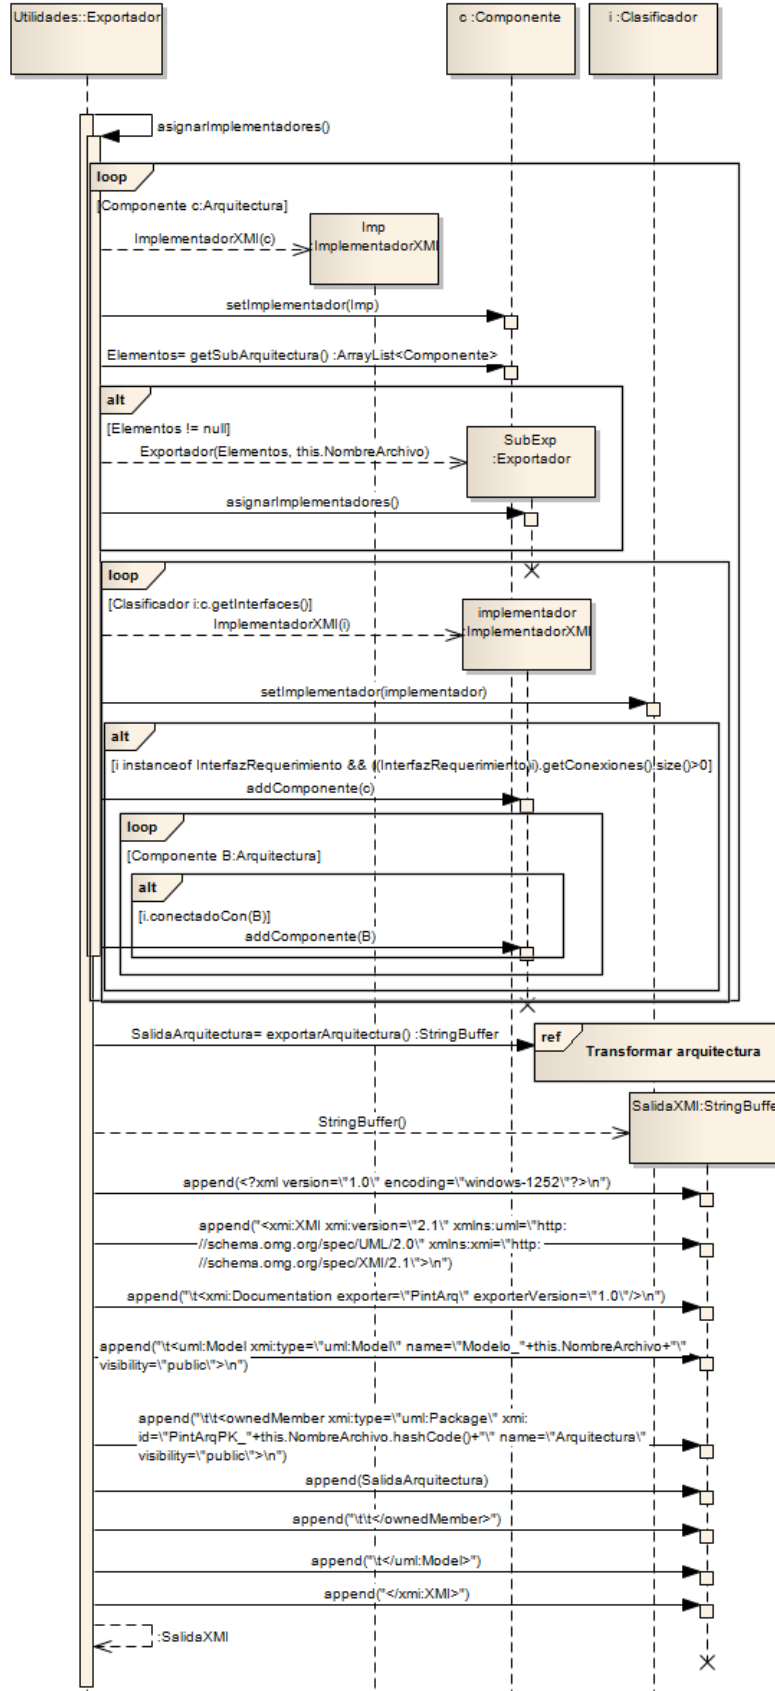 Utilidades::Exportador
c :Componente
i :Clasificador
asignarImplementadores()
loop
[Componente c:Arquitectura]
ImplementadorXMI(c)
Imp
:ImplementadorXMI
setImplementador(Imp)
Elementos= getSubArquitectura() :ArrayList<Componente>
alt
[Elementos != null]
Exportador(Elementos, this.NombreArchivo)
SubExp
:Exportador
asignarImplementadores()
loop
[Clasificador i:c.getInterfaces()]
ImplementadorXMI(i)
implementador
:ImplementadorXMI
setImplementador(implementador)
alt
[i instanceof InterfazRequerimiento && ((InterfazRequerimiento)i).getConexiones().size()>0]
addComponente(c)
loop
[Componente B:Arquitectura]
alt
[i.conectadoCon(B)]
addComponente(B)
SalidaArquitectura= exportarArquitectura() :StringBuffer
ref
Transformar arquitectura
SalidaXMI:StringBuffe
StringBuffer()
append(<?xml version=\"1.0\" encoding=\"windows-1252\"?>\n")
append("<xmi:XMI xmi:version=\"2.1\" xmlns:uml=\"http:
//schema.omg.org/spec/UML/2.0\" xmlns:xmi=\"http:
//schema.omg.org/spec/XMI/2.1\">\n")
append("\t<xmi:Documentation exporter=\"PintArq\" exporterVersion=\"1.0\"/>\n")
append("\t<uml:Model xmi:type=\"uml:Model\" name=\"Modelo_"+this.NombreArchivo+"\"
visibility=\"public\">\n")
append("\t\t<ownedMember xmi:type=\"uml:Package\" xmi:
id=\"PintArqPK_"+this.NombreArchivo.hashCode()+"\" name=\"Arquitectura\"
visibility=\"public\">\n")
append(SalidaArquitectura)
append("\t\t</ownedMember>")
append("\t</uml:Model>")
append("</xmi:XMI>")
:SalidaXMI